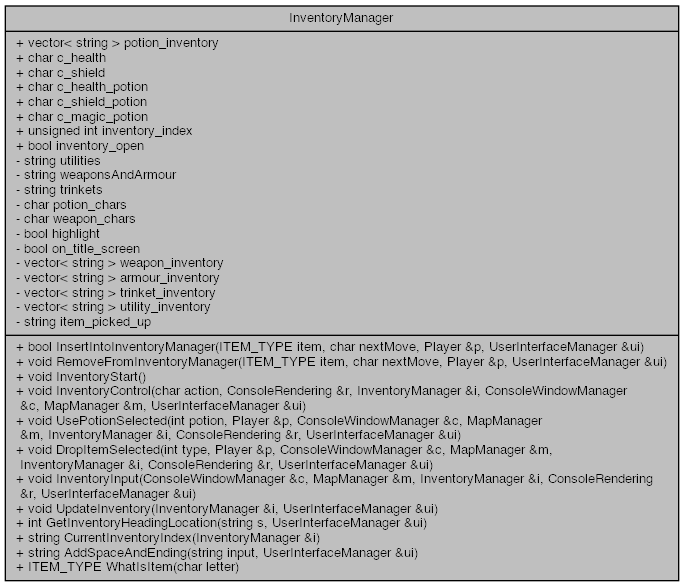 InventoryManager
+ vector< string > potion_inventory
+ char c_health
+ char c_shield
+ char c_health_potion
+ char c_shield_potion
+ char c_magic_potion
+ unsigned int inventory_index
+ bool inventory_open
- string utilities
- string weaponsAndArmour
- string trinkets
- char potion_chars
- char weapon_chars
- bool highlight
- bool on_title_screen
- vector< string > weapon_inventory
- vector< string > armour_inventory
- vector< string > trinket_inventory
- vector< string > utility_inventory
- string item_picked_up
+ bool InsertIntoInventoryManager(ITEM_TYPE item, char nextMove, Player &p, UserInterfaceManager &ui)
+ void RemoveFromInventoryManager(ITEM_TYPE item, char nextMove, Player &p, UserInterfaceManager &ui)
+ void InventoryStart()
+ void InventoryControl(char action, ConsoleRendering &r, InventoryManager &i, ConsoleWindowManager
&c, MapManager &m, UserInterfaceManager &ui)
+ void UsePotionSelected(int potion, Player &p, ConsoleWindowManager &c, MapManager
&m, InventoryManager &i, ConsoleRendering &r, UserInterfaceManager &ui)
+ void DropItemSelected(int type, Player &p, ConsoleWindowManager &c, MapManager &m,
InventoryManager &i, ConsoleRendering &r, UserInterfaceManager &ui)
+ void InventoryInput(ConsoleWindowManager &c, MapManager &m, InventoryManager &i, ConsoleRendering
&r, UserInterfaceManager &ui)
+ void UpdateInventory(InventoryManager &i, UserInterfaceManager &ui)
+ int GetInventoryHeadingLocation(string s, UserInterfaceManager &ui)
+ string CurrentInventoryIndex(InventoryManager &i)
+ string AddSpaceAndEnding(string input, UserInterfaceManager &ui)
+ ITEM_TYPE WhatIsItem(char letter)